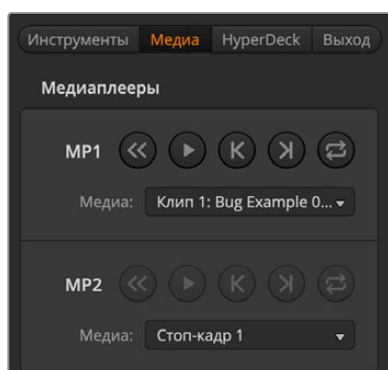 Инструменты Медиа HyperDeck Выход
Медиаплееры
MP1
Медиа: Клип 1: Bug Example 0...
MP2
Медиа: Стоп-кадр 1